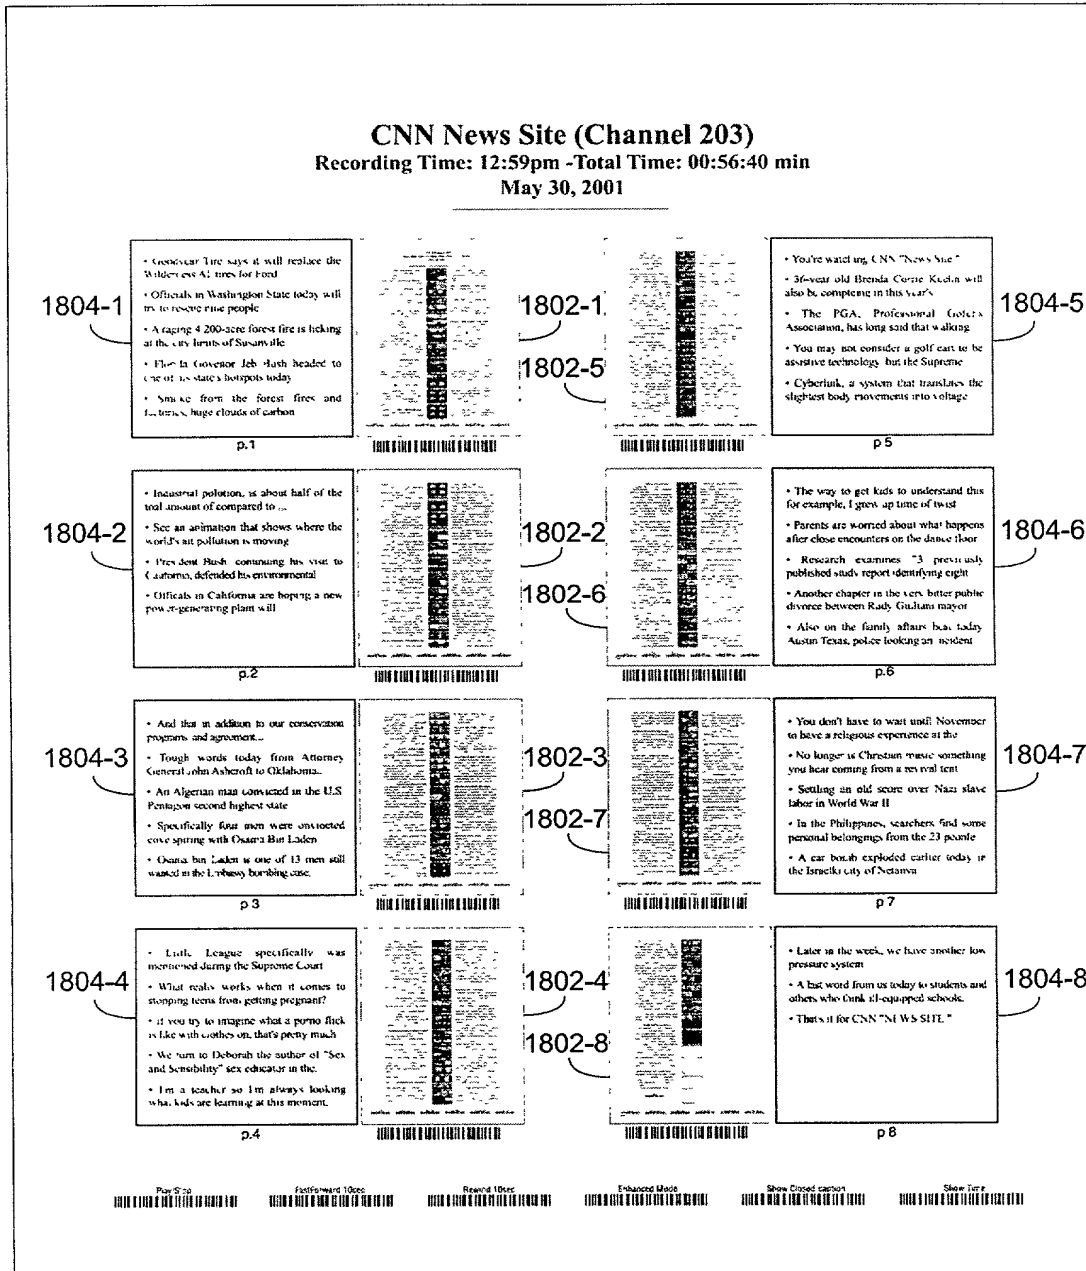 CNN News Site (Channel 203)
Recording Time: 12:59pm -Total Time: 00:56:40 min
May 30, 2001
1804-1
• Goodyear Tire says it will replace the
Wilderness AT tires for Ford
• Officials in Washington State today will
try to rescue nine people
• A raging 4,200-acre forest fire is licking
at the city limits of Susanville
• Florida Govenor Jeb Bush headed to
one of his state's hotspots today
• Smoke from the forest fires and
factories, huge clouds of carbon
p.1
1802-1
1804-2
• Industrial polution, is about half of the
total amount of compared to ...
• See an animation that shows where the
world's air pollution is moving
• President Bush, continuing his visit to
California, defended his environmental
• Officals in California are hoping a new
power-generating plant will
p.2
1802-2
1804-3
• And that in addition to our conservation
programs and agreement...
• Tough words today from Attorney
General John Ashcroft to Oklahoma..
• An Algerian man convicted in the U.S
Pentagon second highest state
• Specifically four men were
spiring with Osama Bin Laden
• Osama bin Laden is one of 13 men still
wanted in the Embassy bombing case.
p 3
1802-3
1804-4
• Little League specifically was
mentioned during the Supreme Court
• What really works when it comes to
stopping teens from getting pregnant?
• if you try to imagine what a porno flick
is like with clothes on, that's pretty much
• We turn to Deborah the author of "Sex
and Sensibility" sex educator in the.
• I'm a teacher so I'm always looking
what kids are learning at this moment.
p.4
1802-4
1802-5
• You're watching CNN "News Site"
• 36-year old Brenda Kuehn will
also be competing in this year's
• The PGA, Professional Golfers
Association, has long said that walking
• You may not consider a golf cart to be
assistive technology but the Supreme
• Cyberlink, a system that translates the
slightest body movements into voltage
p 5
1804-5
1802-6
• The way to get kids to understand this
for example, I grew up time of twist
• Parents are worried about what happens
after close encounters on the dance floor
• Research examines "3 previously
published study report identifying eight
• Another chapter in the very bitter public
divorce between Rudy Giuliani mayor
• Also on the family affairs beat today
Austin Texas, police looking an incident
p.6
1804-6
1802-7
• You don't have to wait until November
to have a religious experience at the
• No longer is Christian music something
you hear coming from a revival tent
• Settling an old score over Nazi slave
labor in World War II
• In the Philippines, searchers find some
personal belongings from the 23 people
• A car bomb exploded earlier today in
the Israeki city of Netanya
p 7
1804-7
1802-8
• Later in the week, we have another low
pressure system
• A last word from us today to students and
others who think ill-equipped schools.
• That's it for CNN "NEWS SITE"
p 8
1804-8
Play/Stop FastForward 10sec Rewind 10sec Enhanced Mode Show Closed caption Show Time